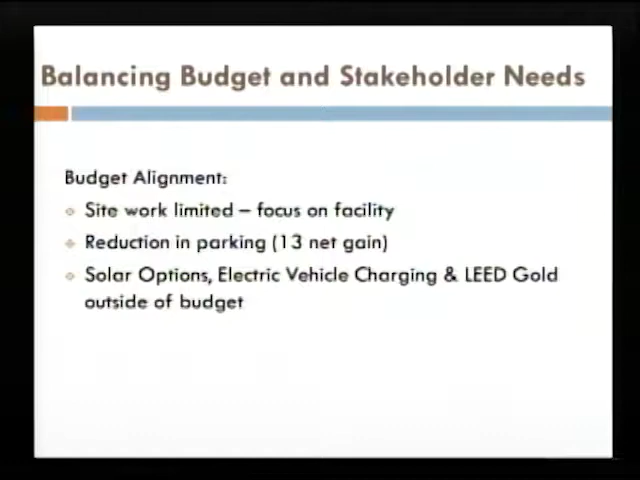 Balancing Budget and Stakeholder Needs
Budget Alignment:
Site work limited – focus on facility
Reduction in parking (13 net gain)
Solar Options, Electric Vehicle Charging & LEED Gold
outside of budget